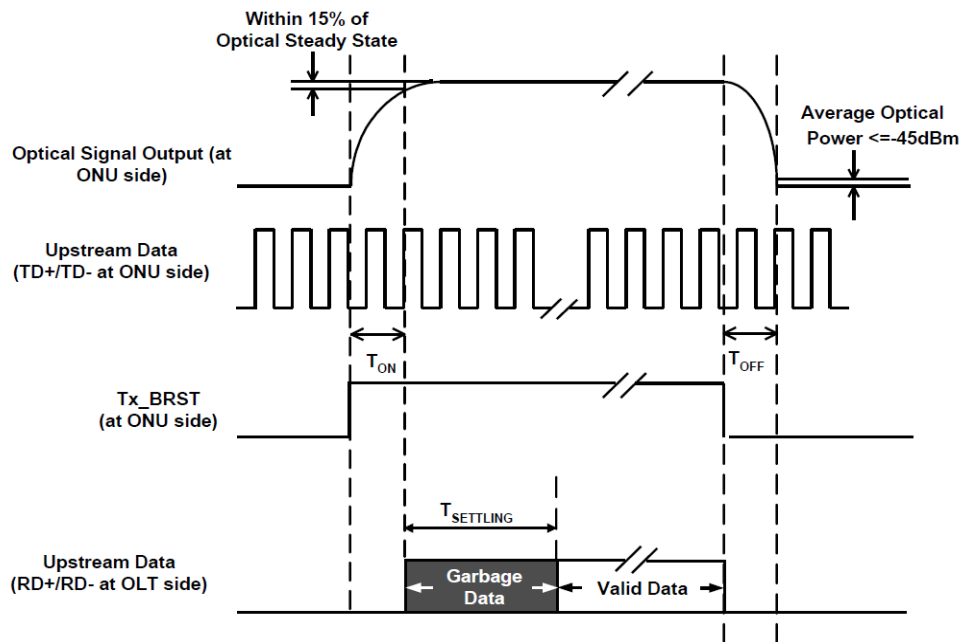 Within 15% of
Optical Steady State
Average Optical
Power <=-45dBm
Optical Signal Output (at
ONU side)
Upstream Data
(TD+/TD- at ONU side)
TON
TOFF
Tx_BRST
(at ONU side)
TSETTLING
Upstream Data
(RD+/RD- at OLT side)
Garbage
Data
Valid Data